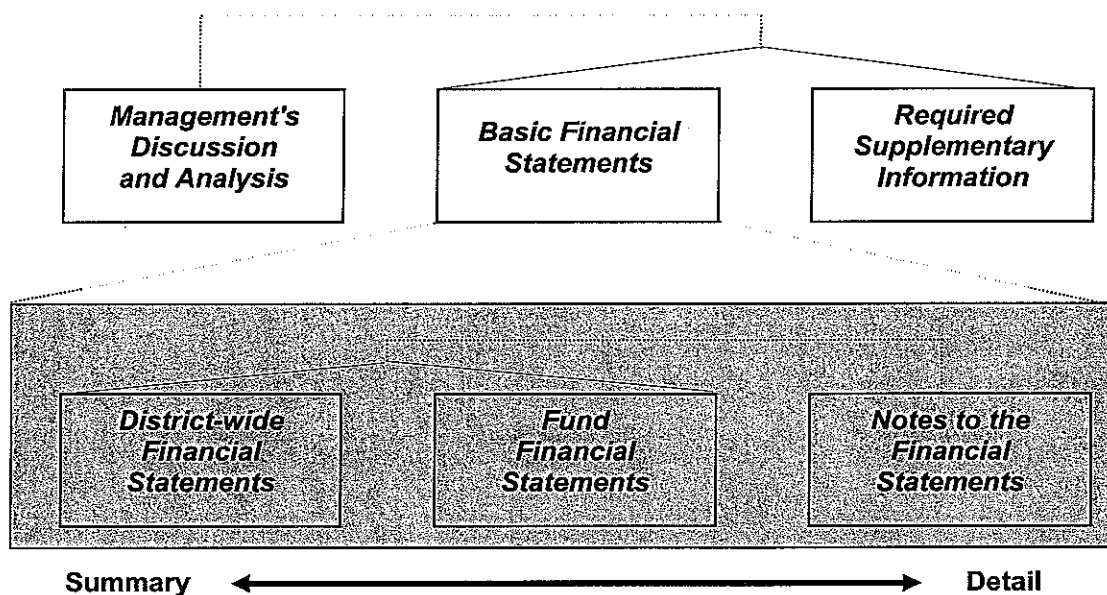 Management's
Discussion
and Analysis
Basic Financial
Statements
Required
Supplementary
Information
District-wide
Financial
Statements
Fund
Financial
Statements
Notes to the
Financial
Statements
Summary
Detail